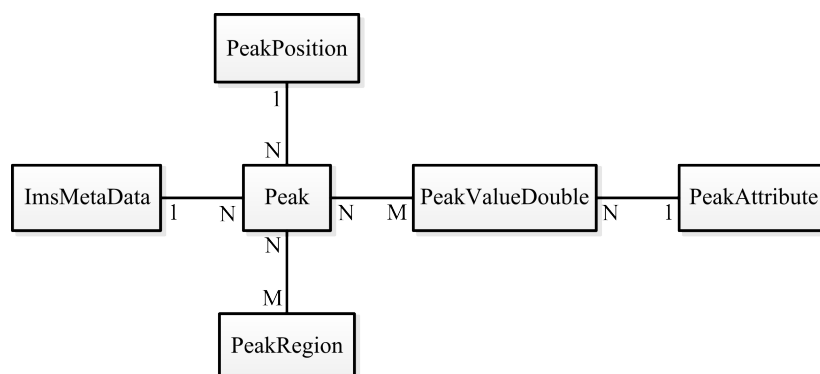 PeakPosition
1
N
ImsMetaData
1
N
Peak
N
M
PeakValueDouble
N
1
PeakAttribute
N
M
PeakRegion